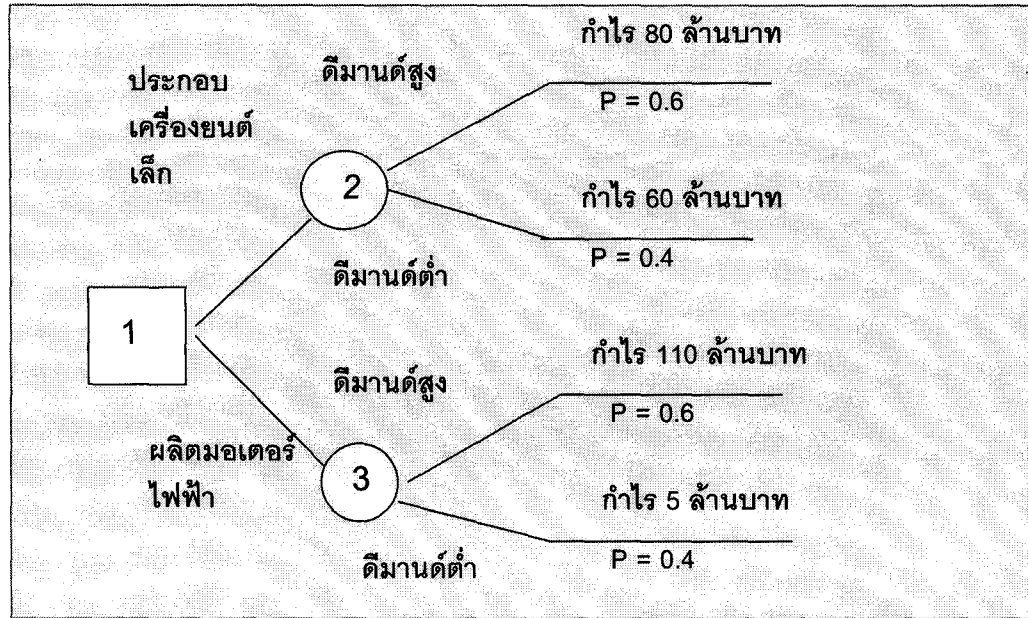 กำไร 80 ล้านบาท
ดีมานด์สูง
ประกอบ
P = 0.6
เครื่องยนต์
เล็ก
2
กำไร 60 ล้านบาท
P = 0.4
ดีมานด์ต่ำ
1
กำไร 110 ล้านบาท
ดีมานด์สูง
P = 0.6
ผลิตมอเตอร์
ไฟฟ้า
3
กำไร 5 ล้านบาท
P = 0.4
ดีมานด์ต่ำ